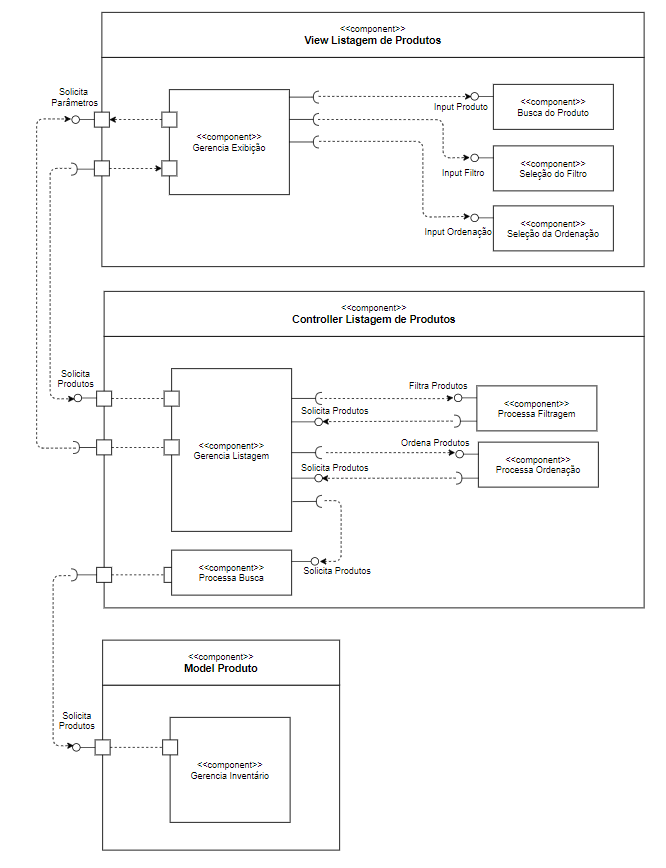 <<component>>
View Listagem de Produtos
Solicita
Parâmetros
<<component>>
Gerencia Exibição
Input Produto
<<component>>
Busca do Produto
Input Filtro
<<component>>
Seleção do Filtro
Input Ordenação
<<component>>
Seleção da Ordenação
<<component>>
Controller Listagem de Produtos
Solicita
Produtos
<<component>>
Gerencia Listagem
Filtra Produtos
Solicita Produtos
<<component>>
Processa Filtragem
Ordena Produtos
Solicita Produtos
<<component>>
Processa Ordenação
<<component>>
Processa Busca
Solicita Produtos
<<component>>
Model Produto
Solicita
Produtos
<<component>>
Gerencia Inventário